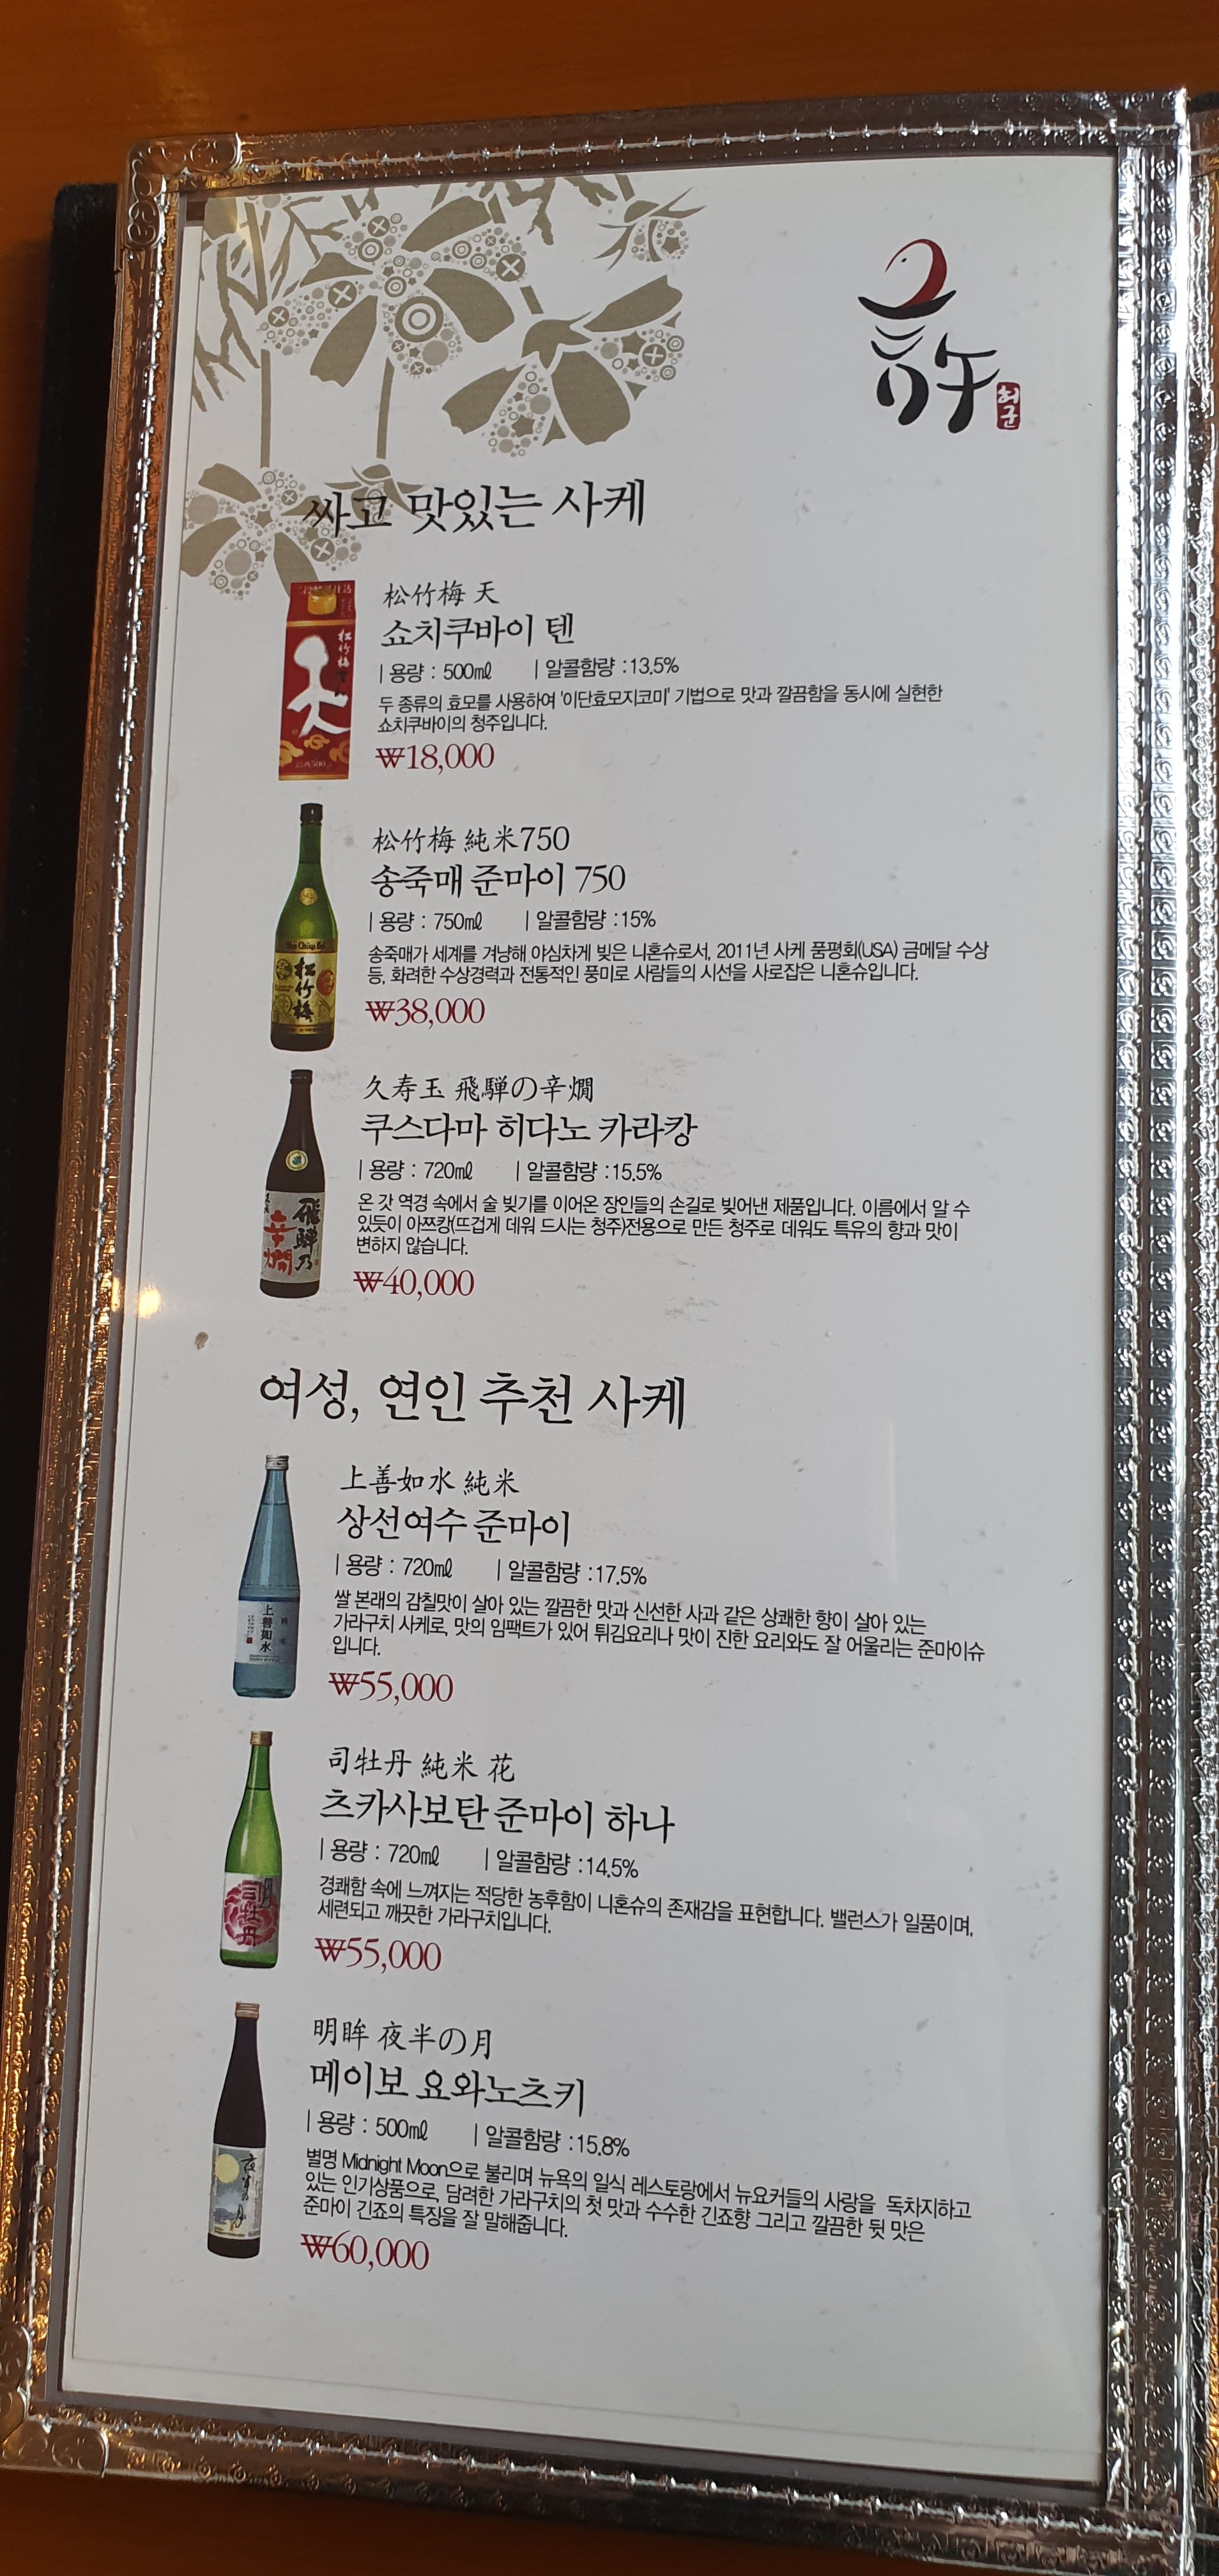 許
허군
싸고 맛있는 사케
松竹梅 天
쇼치쿠바이 텐
| 용량 : 500㎖ | 알콜함량 :13.5%
두 종류의 효모를 사용하여 '이단효모지코미' 기법으로 맛과 깔끔함을 동시에 실현한
쇼치쿠바이의 청주입니다.
₩18,000
松竹梅 純米750
송죽매 준마이 750
| 용량 : 750㎖ | 알콜함량 :15%
송죽매가 세계를 겨냥해 야심차게 빚은 니혼슈로서, 2011년 사케 품평회(USA) 금메달 수상
등, 화려한 수상경력과 전통적인 풍미로 사람들의 시선을 사로잡은 니혼슈입니다.
₩38,000
松竹梅
久寿玉 飛騨の辛燗
쿠스다마 히다노 카라캉
| 용량 : 720㎖ | 알콜함량 :15.5%
온 갓 역경 속에서 술 빚기를 이어온 장인들의 손길로 빚어낸 제품입니다. 이름에서 알 수
있듯이 아쯔캉(뜨겁게 데워 드시는 청주)전용으로 만든 청주로 데워도 특유의 향과 맛이
변하지 않습니다.
₩40,000
飛騨乃
辛燗
여성, 연인 추천 사케
上善如水 純米
상선여수 준마이
| 용량 : 720㎖ | 알콜함량 :17.5%
쌀 본래의 감칠맛이 살아 있는 깔끔한 맛과 신선한 사과 같은 상쾌한 향이 살아 있는
가라구치 사케로, 맛의 임팩트가 있어 튀김요리나 맛이 진한 요리와도 잘 어울리는 준마이슈
입니다.
₩55,000
上善如水
司牡丹 純米 花
츠카사보탄 준마이 하나
| 용량 : 720㎖ | 알콜함량 :14.5%
경쾌함 속에 느껴지는 적당한 농후함이 니혼슈의 존재감을 표현합니다. 밸런스가 일품이며,
세련되고 깨끗한 가라구치입니다.
₩55,000
司牡丹
明眸 夜半の月
메이보 요와노츠키
| 용량 : 500㎖ | 알콜함량 :15.8%
별명 Midnight Moon으로 불리며 뉴욕의 일식 레스토랑에서 뉴요커들의 사랑을 독차지하고
있는 인기상품으로, 담려한 가라구치의 첫 맛과 수수한 긴죠향 그리고 깔끔한 뒷 맛은
준마이 긴죠의 특징을 잘 말해줍니다.
₩60,000